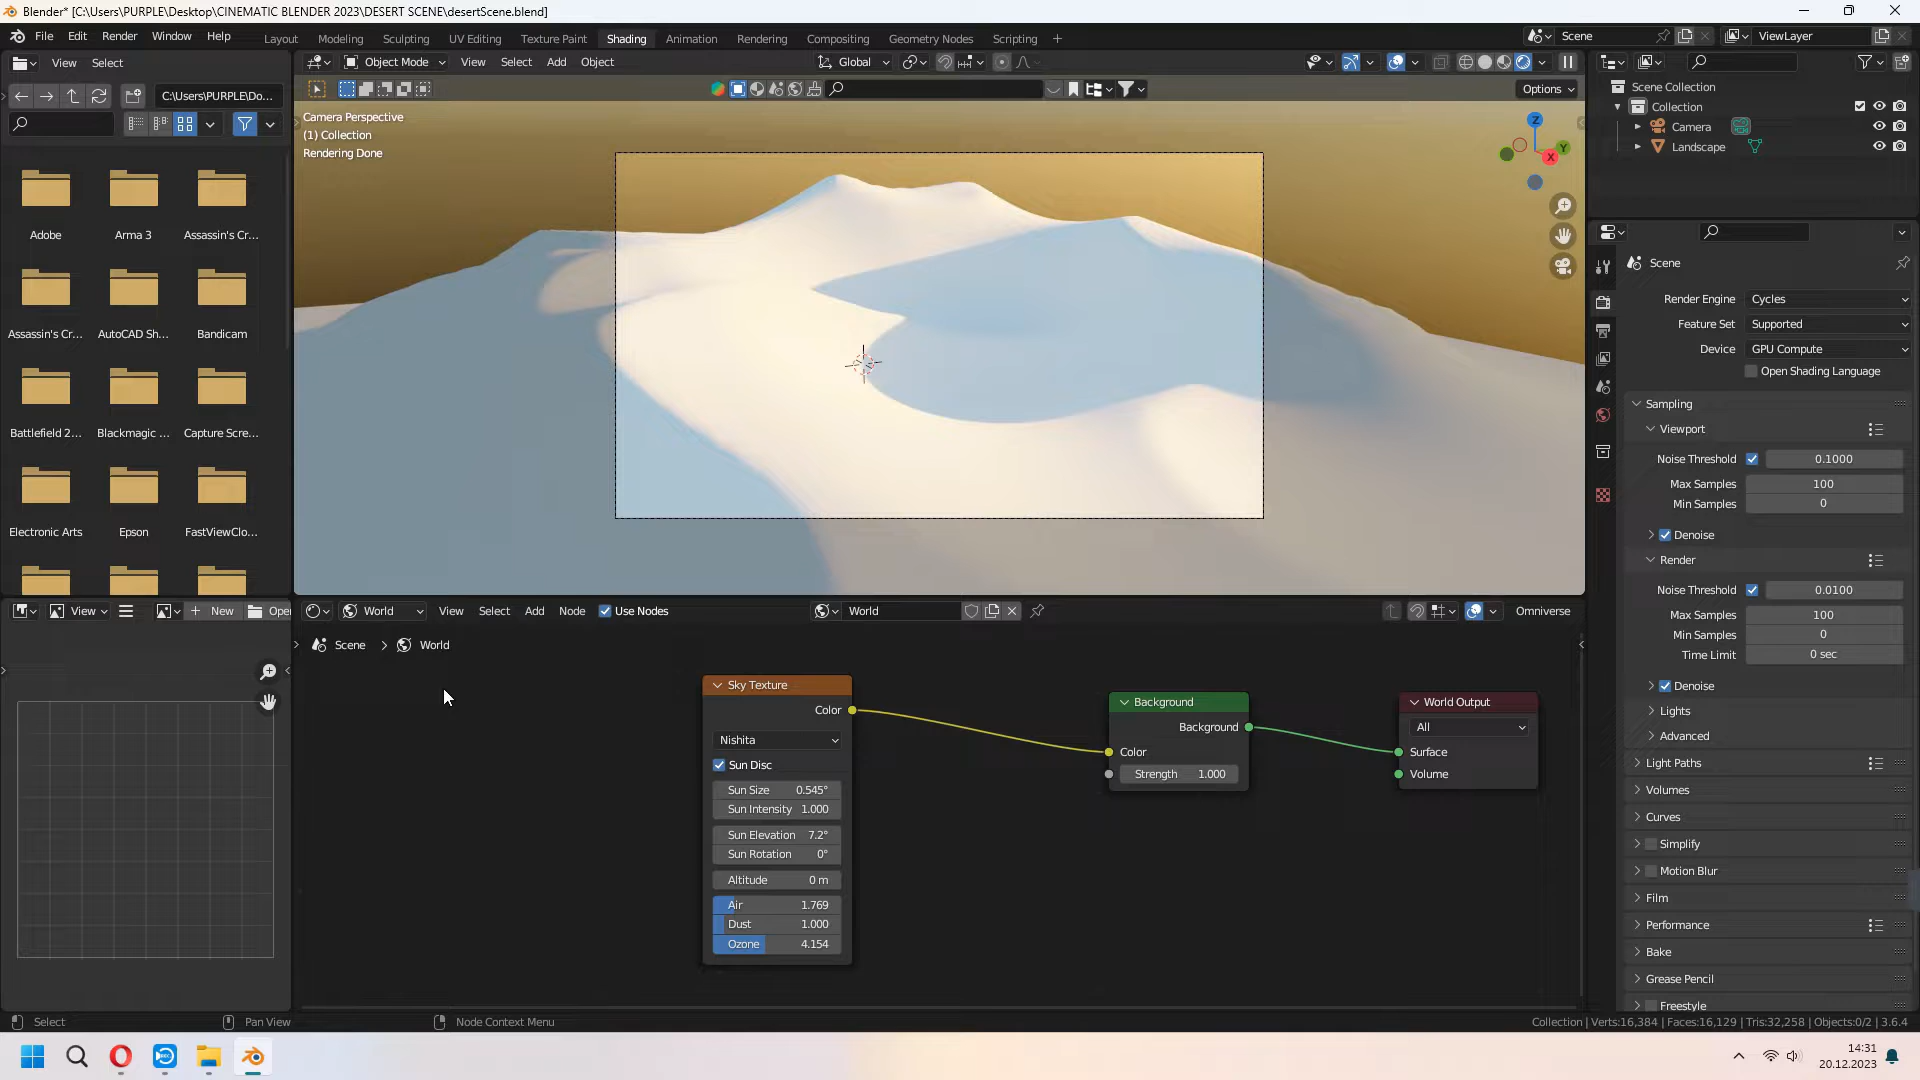 Blender* [C:\Users\PURPLE\Desktop\CINEMATIC BLENDER 2023\DESERT SCENE\desertScene.blend]
File Edit Render Window Help
Layout Modeling Sculpting UV Editing Texture Paint Shading Animation Rendering Compositing Geometry Nodes Scripting +
Scene ViewLayer
View Select
Object Mode View Select Add Object Global
C:\Users\PURPLE\Do...
Options
Camera Perspective
(1) Collection
Rendering Done
Z
Y
X
Adobe Arma 3 Assassin's Cr...
Assassin's Cr... AutoCAD Sh... Bandicam
Battlefield 2... Blackmagic ... Capture Scre...
Electronic Arts Epson FastViewClo...
Scene Collection
Collection
Camera
Landscape
Scene
Render Engine Cycles
Feature Set Supported
Device GPU Compute
Open Shading Language
Sampling
Viewport
Noise Threshold 0.1000
Max Samples 100
Min Samples 0
Denoise
Render
Noise Threshold 0.0100
Max Samples 100
Min Samples 0
Time Limit 0 sec
Denoise
Lights
Advanced
Light Paths
Volumes
Curves
Simplify
Motion Blur
Film
Performance
Bake
Grease Pencil
Freestyle
View New Open
World View Select Add Node Use Nodes World Omniverse
Scene > World
Sky Texture
Color
Nishita
Sun Disc
Sun Size 0.545°
Sun Intensity 1.000
Sun Elevation 7.2°
Sun Rotation 0°
Altitude 0 m
Air 1.769
Dust 1.000
Ozone 4.154
Background
Background
Color
Strength 1.000
World Output
All
Surface
Volume
Select Pan View Node Context Menu
Collection | Verts:16,384 | Faces:16,129 | Tris:32,258 | Objects:0/2 | 3.6.4
14:31
20.12.2023